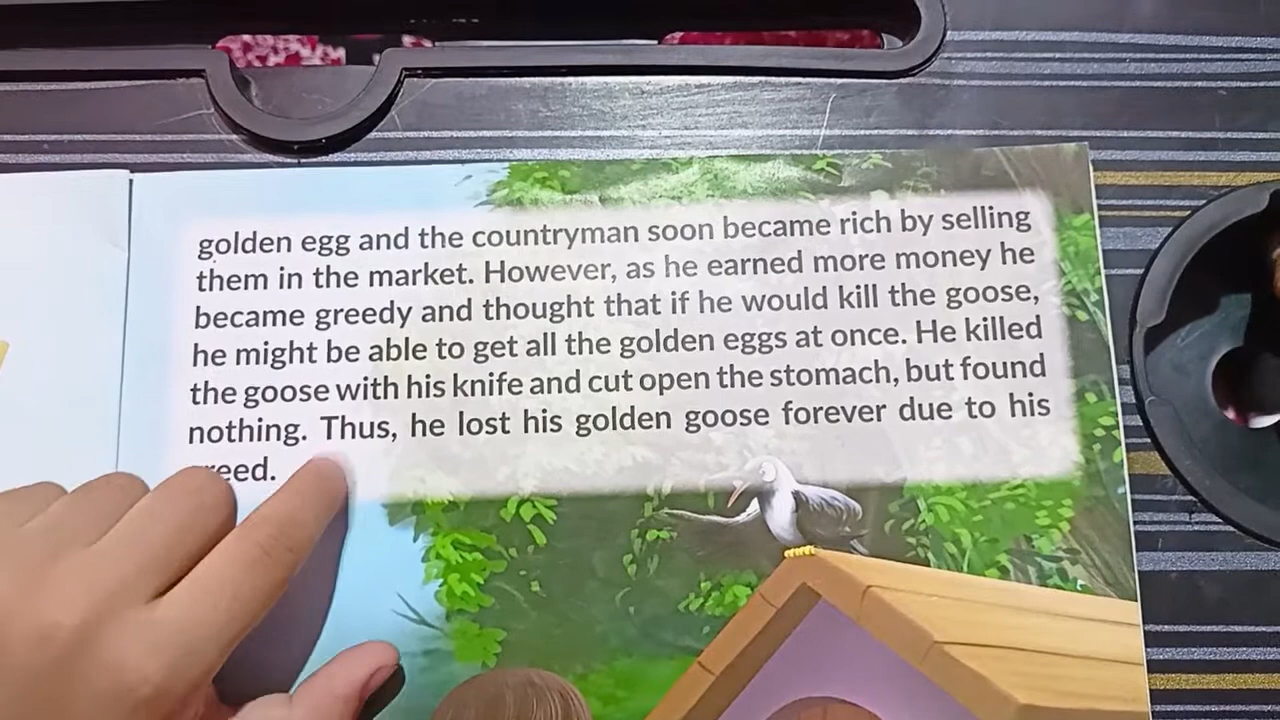 golden egg and the countryman soon became rich by selling
them in the market. However, as he earned more money he
became greedy and thought that if he would kill the goose,
he might be able to get all the golden eggs at once. He killed
the goose with his knife and cut open the stomach, but found
nothing. Thus, he lost his golden goose forever due to his